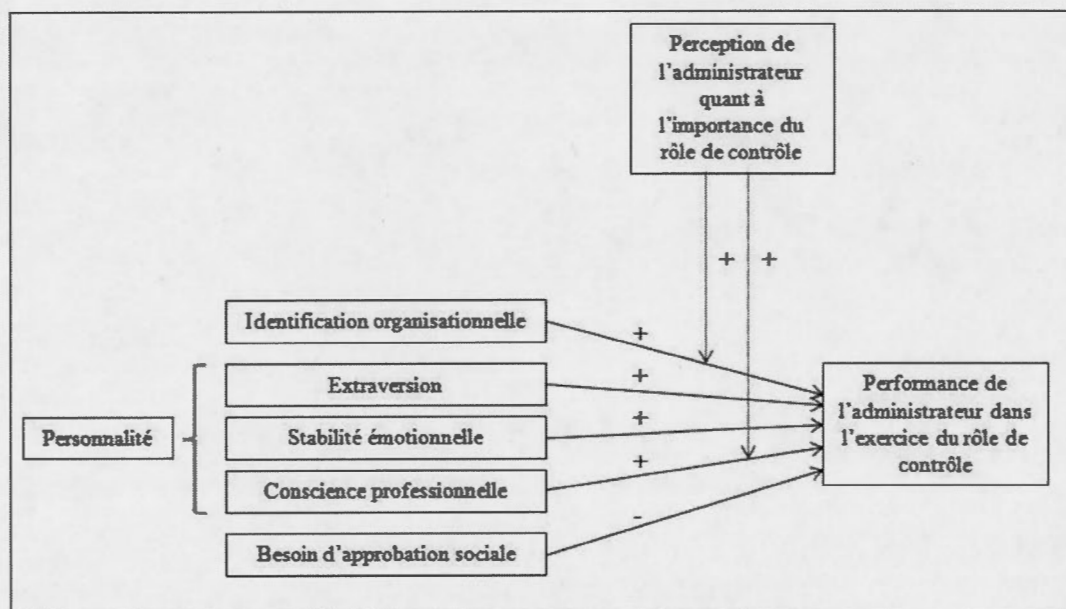 Perception de
l'administrateur
quant à
l'importance du
rôle de contrôle
+ +
Identification organisationnelle
+
Extraversion
+
Personnalité
Stabilité émotionnelle
+
Conscience professionnelle
+
Besoin d'approbation sociale
-
Performance de
l'administrateur dans
l'exercice du rôle de
contrôle